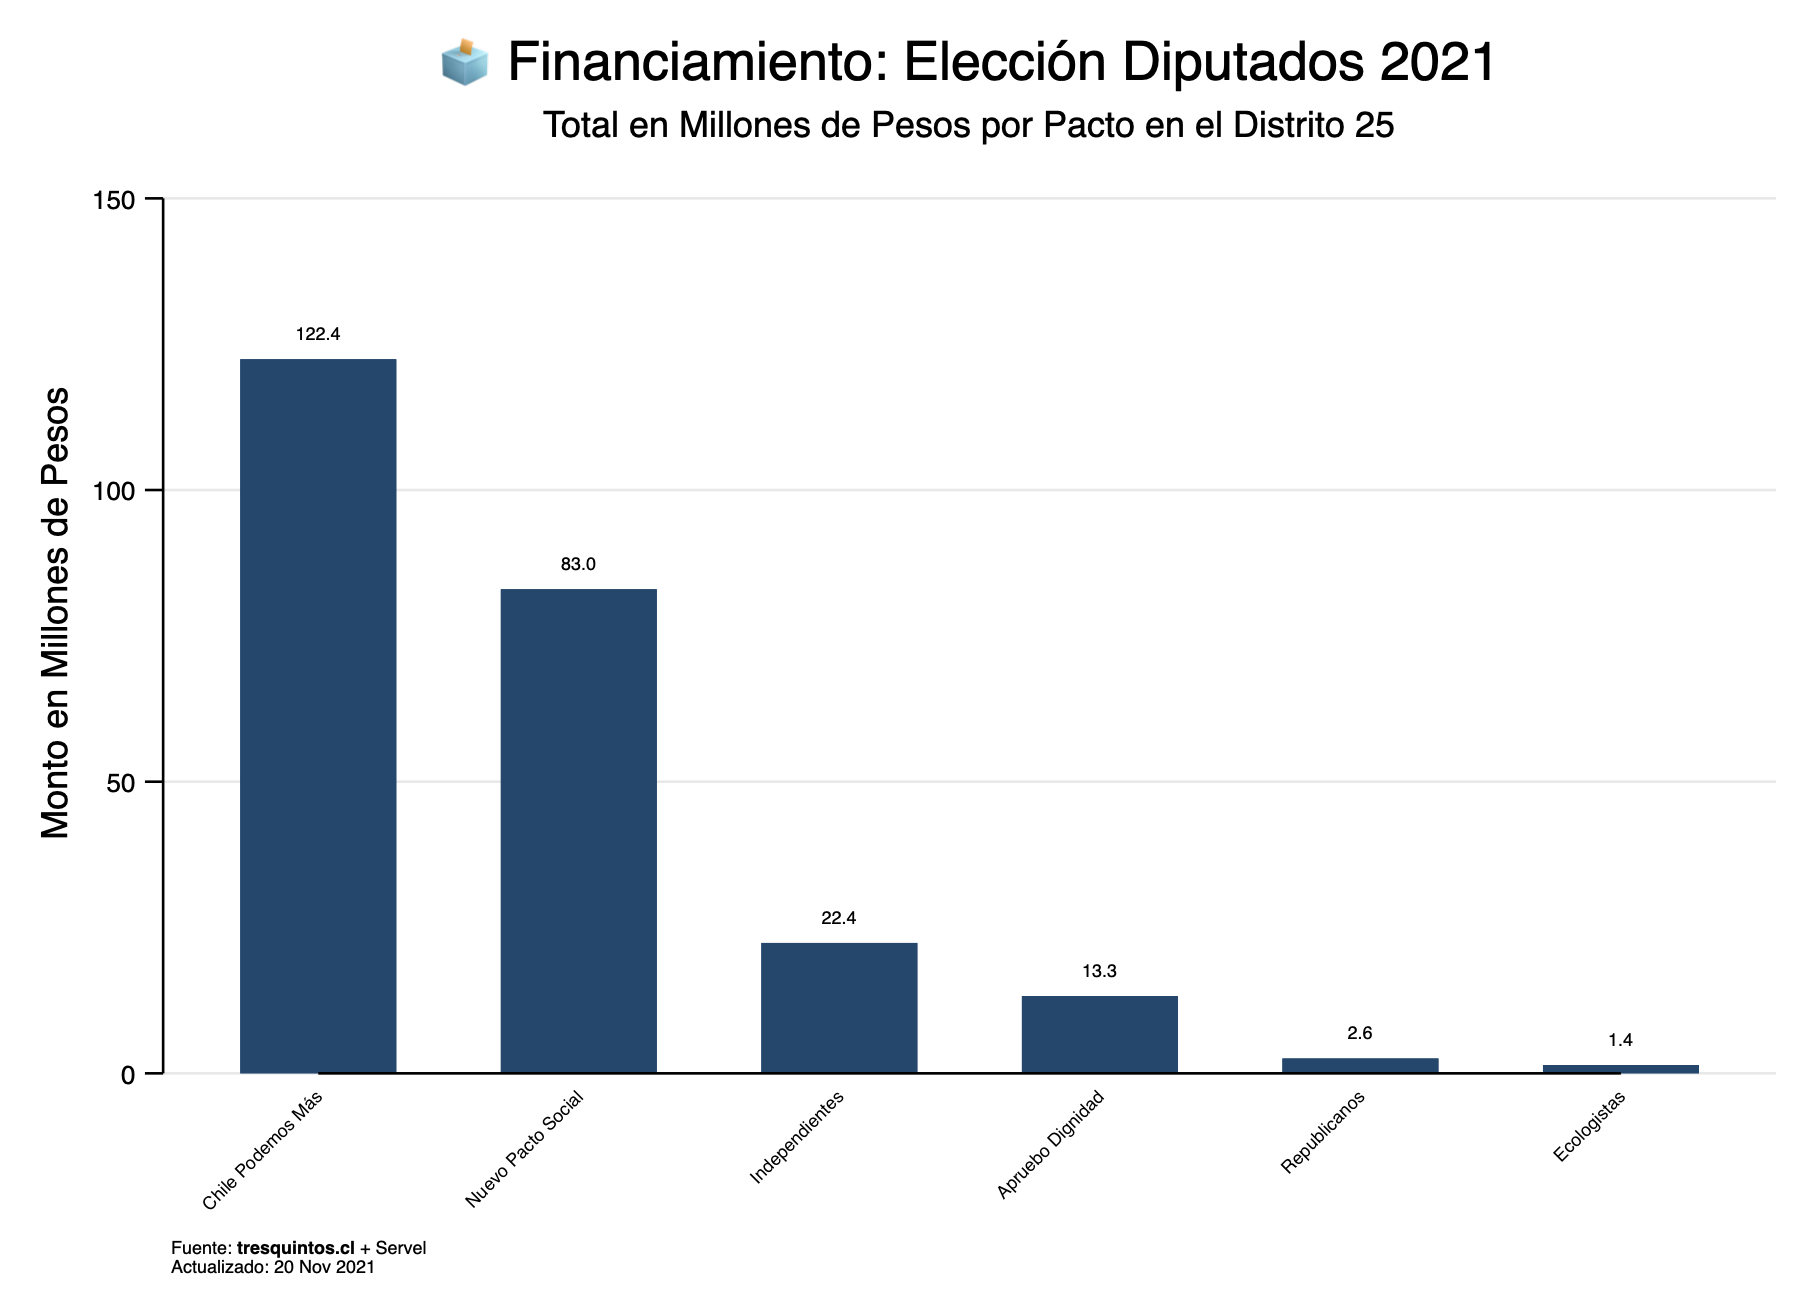 Financiamiento: Elección Diputados 2021
Total en Millones de Pesos por Pacto en el Distrito 25
Monto en Millones de Pesos
150
100
50
0
122.4
83.0
22.4
13.3
2.6
1.4
Chile Podemos Más
Nuevo Pacto Social
Independientes
Apruebo Dignidad
Republicanos
Ecologistas
Fuente: tresquintos.cl + Servel
Actualizado: 20 Nov 2021